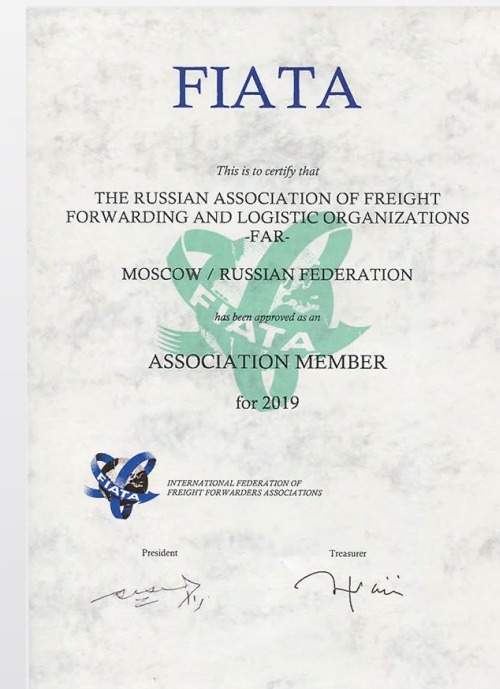 FIATA
This is to certify that
THE RUSSIAN ASSOCIATION OF FREIGHT
FORWARDING AND LOGISTIC ORGANIZATIONS
-FAR-
MOSCOW / RUSSIAN FEDERATION
FIATA
has been approved as an
ASSOCIATION MEMBER
for 2019
FIATA
INTERNATIONAL FEDERATION OF
FREIGHT FORWARDERS ASSOCIATIONS
President
Treasurer